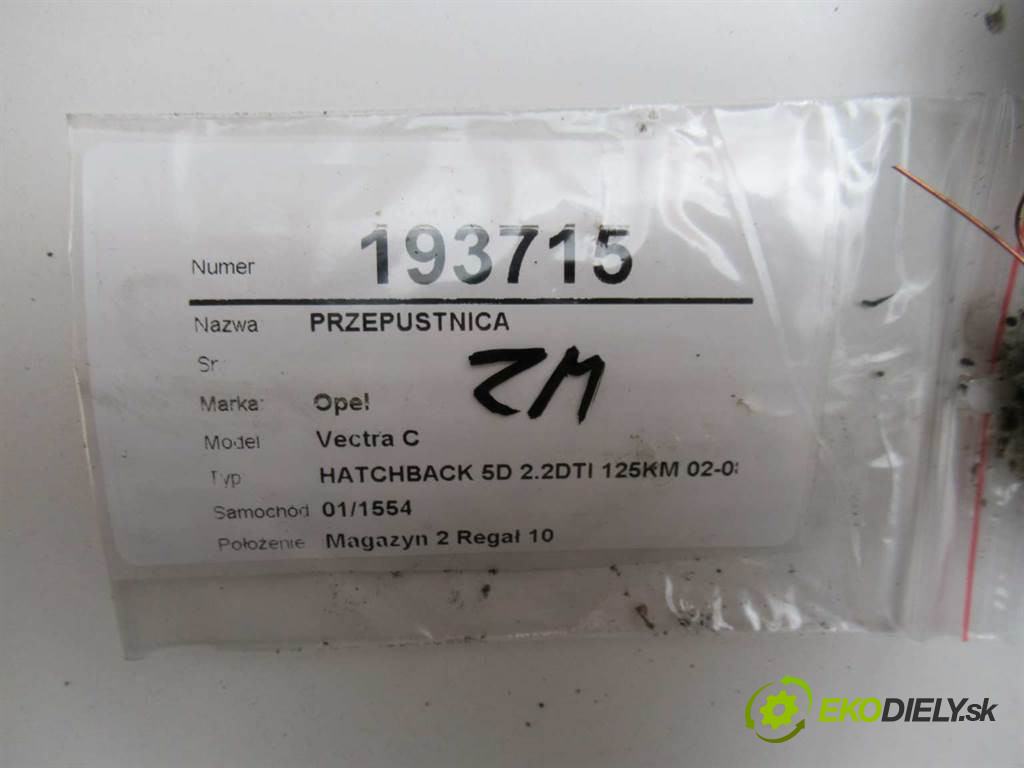 Numer 193715
Nazwa PRZEPUSTNICA
Sr
ZM
Marka: Opel
Model Vectra C
Typ HATCHBACK 5D 2.2DTI 125KM 02-0
Samochód 01/1554
Położenie Magazyn 2 Regał 10
EKODIELY.sk